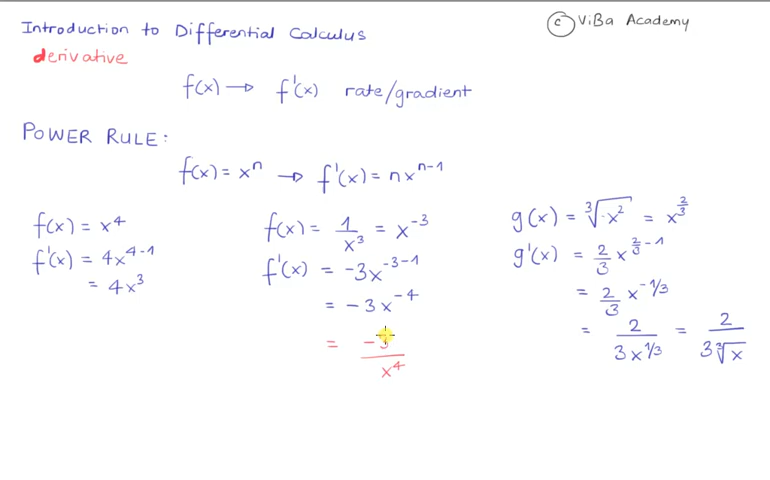 Introduction to Differential Calculus
© ViBa Academy
derivative
f(x) → f'(x) rate/gradient
POWER RULE:
f(x) = xⁿ → f'(x) = nxⁿ⁻¹
f(x) = x⁴
f'(x) = 4x⁴⁻¹
= 4x³
f(x) = 1/x³ = x⁻³
f'(x) = -3x⁻³⁻¹
= -3x⁻⁴
= -3/x⁴
g(x) = ∛x² = x^(2/3)
g'(x) = 2/3 x^(2/3 - 1)
= 2/3 x^(-1/3)
= 2/(3x^(1/3)) = 2/(3∛x)